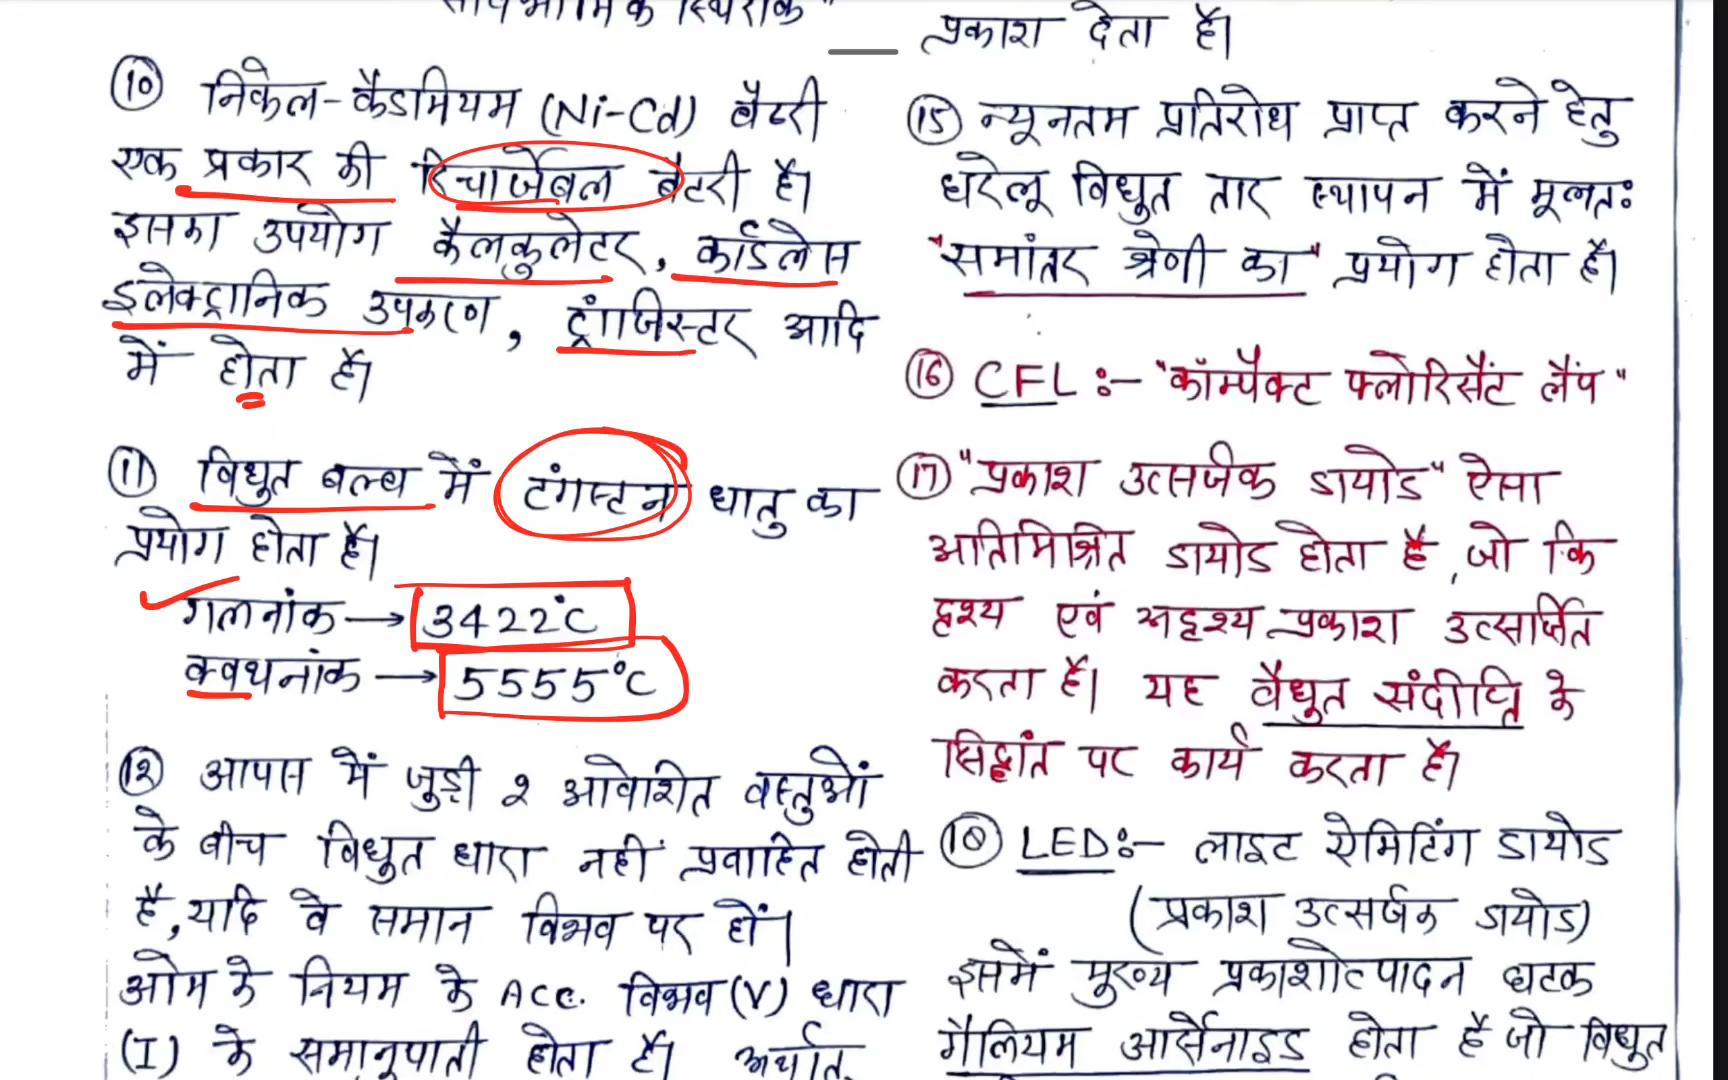 ⑩ निकेल-कैडमियम (Ni-Cd) बैटरी
एक प्रकार की रिचार्जेबल बैटरी है।
इसका उपयोग कैलकुलेटर, कॉर्डलेस
इलेक्ट्रानिक उपकरण, ट्रांजिस्टर आदि
में होता है।
⑪ विधुत बल्ब में टंगस्टन धातु का
प्रयोग होता है।
गलनांक → 3422°C
क्वथनांक → 5555°C
⑫ आपस में जुड़ी 2 आवेशित वस्तुओं
के बीच विधुत धारा नहीं प्रवाहित होती
है, यदि वे समान विभव पर हों।
ओम के नियम के Acc. विभव (V) धारा
(I) के समानुपाती होता है। अर्थात्
प्रकाश देता है।
⑮ न्यूनतम प्रतिरोध प्राप्त करने हेतु
घरेलू विधुत तार स्थापन में मूलतः
"समांतर श्रेणी का" प्रयोग होता है।
⑯ CFL :- "कॉम्पैक्ट फ्लोरिसैंट लैंप"
⑰ "प्रकाश उत्सर्जक डायोड" ऐसा
अतिमिश्रित डायोड होता है, जो कि
दृश्य एवं अदृश्य प्रकाश उत्सर्जित
करता है। यह वैधुत संदीप्ति के
सिद्धांत पर कार्य करता है।
⑱ LED:- लाइट ऐमिटिंग डायोड
(प्रकाश उत्सर्जक डायोड)
इसमें मुख्य प्रकाशोत्पादन घटक
गैलियम आर्सेनाइड होता है जो विधुत